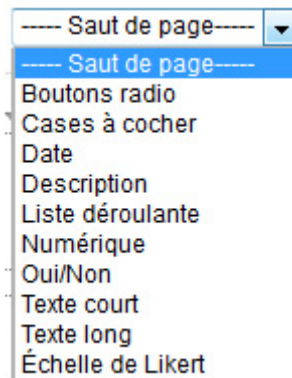 ----- Saut de page-----
----- Saut de page-----
Boutons radio
Cases à cocher
Date
Description
Liste déroulante
Numérique
Oui/Non
Texte court
Texte long
Échelle de Likert